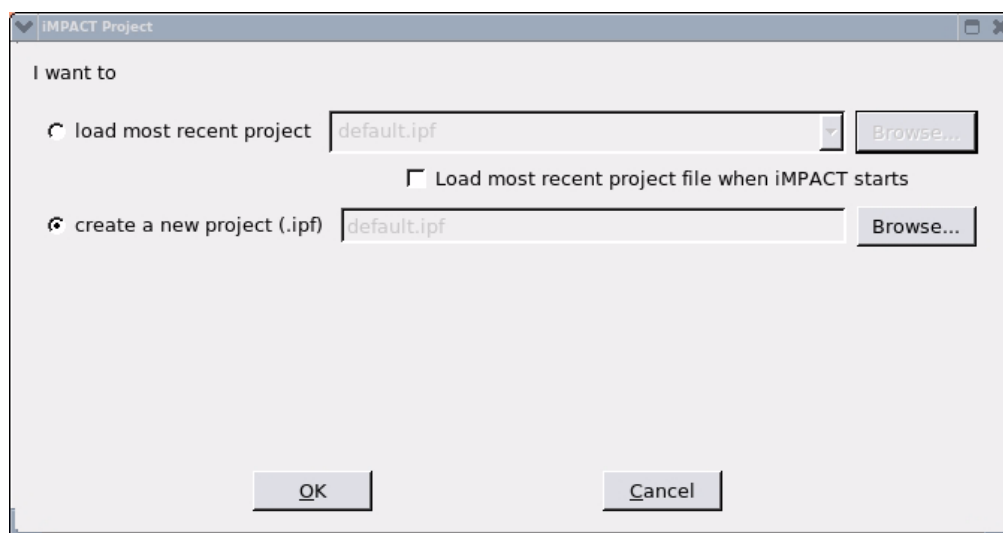 iMPACT Project
I want to
load most recent project default.ipf Browse...
Load most recent project file when iMPACT starts
create a new project (.ipf) default.ipf Browse...
OK Cancel